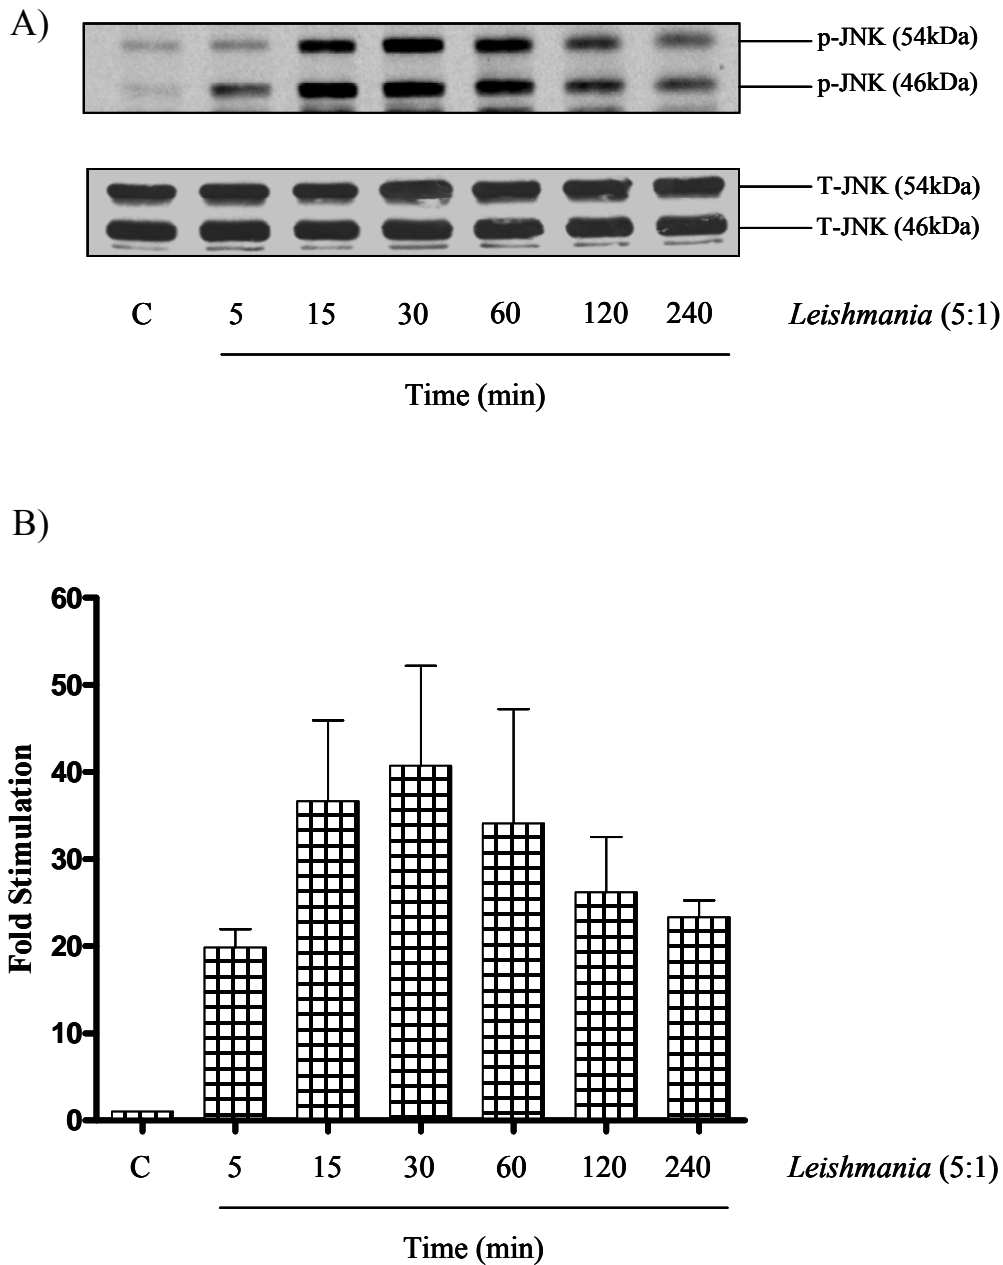 A)
p-JNK (54kDa)
p-JNK (46kDa)
T-JNK (54kDa)
T-JNK (46kDa)
C 5 15 30 60 120 240 Leishmania (5:1)
Time (min)
B)
60
50
40
30
20
10
0
Fold Stimulation
C 5 15 30 60 120 240 Leishmania (5:1)
Time (min)